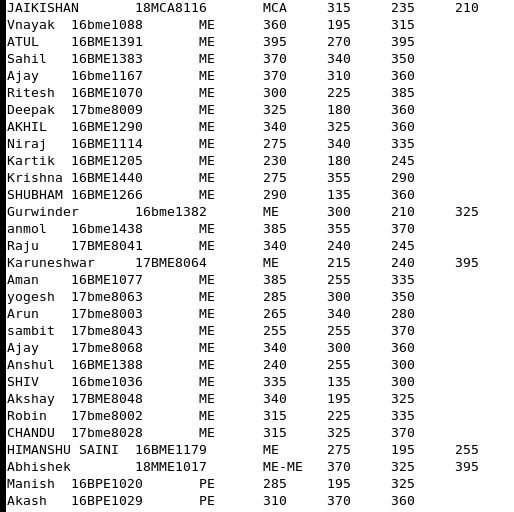 JAIKISHAN 18MCA8116 MCA 315 235 210
Vnayak 16bme1088 ME 360 195 315
ATUL 16BME1391 ME 395 270 395
Sahil 16BME1383 ME 370 340 350
Ajay 16bme1167 ME 370 310 360
Ritesh 16BME1070 ME 300 225 385
Deepak 17bme8009 ME 325 180 360
AKHIL 16BME1290 ME 340 325 360
Niraj 16BME1114 ME 275 340 335
Kartik 16BME1205 ME 230 180 245
Krishna 16BME1440 ME 275 355 290
SHUBHAM 16BME1266 ME 290 135 360
Gurwinder 16bme1382 ME 300 210 325
anmol 16bme1438 ME 385 355 370
Raju 17BME8041 ME 340 240 245
Karuneshwar 17BME8064 ME 215 240 395
Aman 16BME1077 ME 385 255 335
yogesh 17bme8063 ME 285 300 350
Arun 17bme8003 ME 265 340 280
sambit 17bme8043 ME 255 255 370
Ajay 17bme8068 ME 340 300 360
Anshul 16BME1388 ME 240 255 300
SHIV 16bme1036 ME 335 135 300
Akshay 17BME8048 ME 340 195 325
Robin 17bme8002 ME 315 225 335
CHANDU 17bme8028 ME 315 325 370
HIMANSHU SAINI 16BME1179 ME 275 195 255
Abhishek 18MME1017 ME-ME 370 325 395
Manish 16BPE1020 PE 285 195 325
Akash 16BPE1029 PE 310 370 360